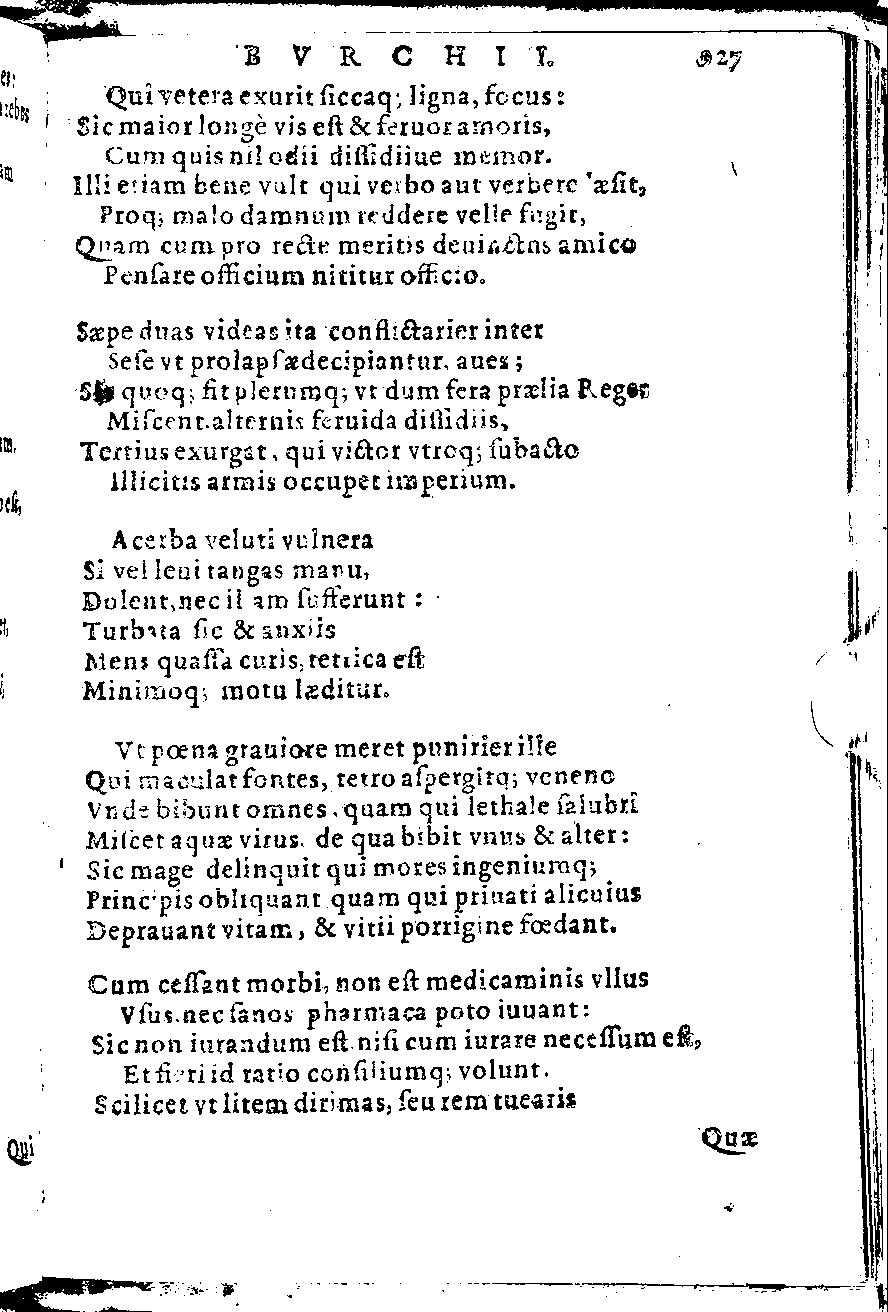 BVRCHII. 927
Qui vetera exurit ſiccaq; ligna, focus:
Sic maior longè vis eſt & feruor amoris,
Cum quis nil odii diſſidiiue memor.
Illi etiam bene vult qui verbo aut verbere læſit,
Proq; malo damnum reddere velle fugit,
Quam cum pro recte meritis deuinctus amico
Penſare officium nititur officio.
Sæpe duas videas ita conflictarier inter
Seſe vt prolapſæ decipiantur. aues;
Sic quoq; fit plerumq; vt dum fera prælia Reges
Miſcent alternis feruida diſſidiis,
Tertius exurgat, qui victor vtroq; ſubacto
Illicitis armis occupet imperium.
Acerba veluti vulnera
Si vel leui tangas manu,
Dolent, nec illam ſufferunt:
Turbata ſic & anxiis
Mens quaſſa curis, tetrica eſt
Minimoq; motu læditur.
Vt pœna grauiore meret punirier ille
Qui maculat fontes, tetro aſpergitq; veneno
Vnde bibunt omnes, quam qui lethale ſalubri
Miſcet aquæ virus. de qua bibit vnus & alter:
Sic mage delinquit qui mores ingeniumq;
Principis obliquant quam qui priuati alicuius
Deprauant vitam, & vitii porrigine fœdant.
Cum ceſſant morbi, non eſt medicaminis vllus
Vſus, nec ſanos pharmaca poto iuuant:
Sic non iurandum eſt niſi cum iurare neceſſum eſt,
Et fieri id ratio conſiliumq; volunt.
Scilicet vt litem dirimas, ſeu rem tuearis
Quæ
Qui